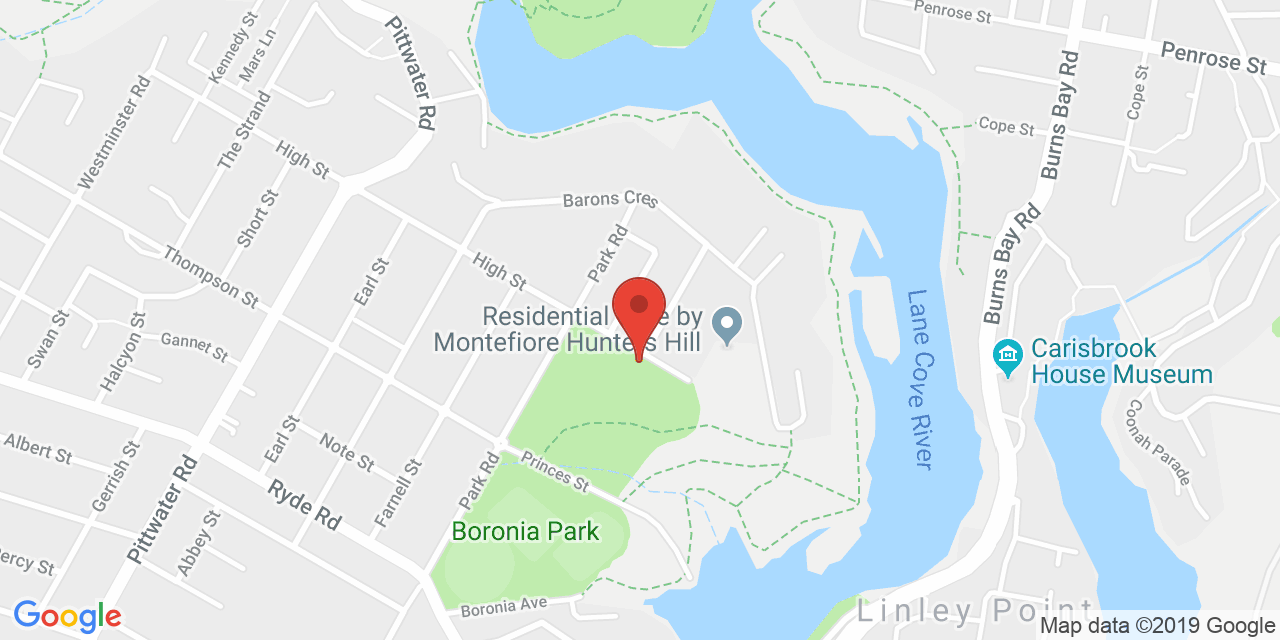 Kennedy St
Mars Ln
Pittwater Rd
Penrose St
Penrose St
Westminster Rd
The Strand
High St
Burns Bay Rd
Cope St
Cope St
Short St
Barons Cres
Park Rd
Thompson St
Earl St
High St
Burns Bay Rd
Swan St
Halcyon St
Gannet St
Residential
e by
Montefiore Hunters Hill
Lane Cove River
Carisbrook
House Museum
Coonah Parade
Albert St
Gerrish St
Earl St
Note St
Farnell St
Park Rd
Princes St
Pittwater Rd
Ryde Rd
Abbey St
Boronia Park
ercy St
Boronia Ave
Linley Point
Google
Map data ©2019 Google